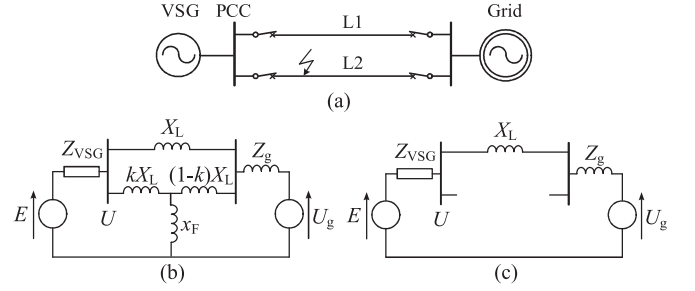 VSG PCC Grid
L1
L2
(a)
X_L
Z_VSG Z_g
kX_L (1-k)X_L
E U x_F U_g
(b)
X_L
Z_VSG Z_g
E U U_g
(c)